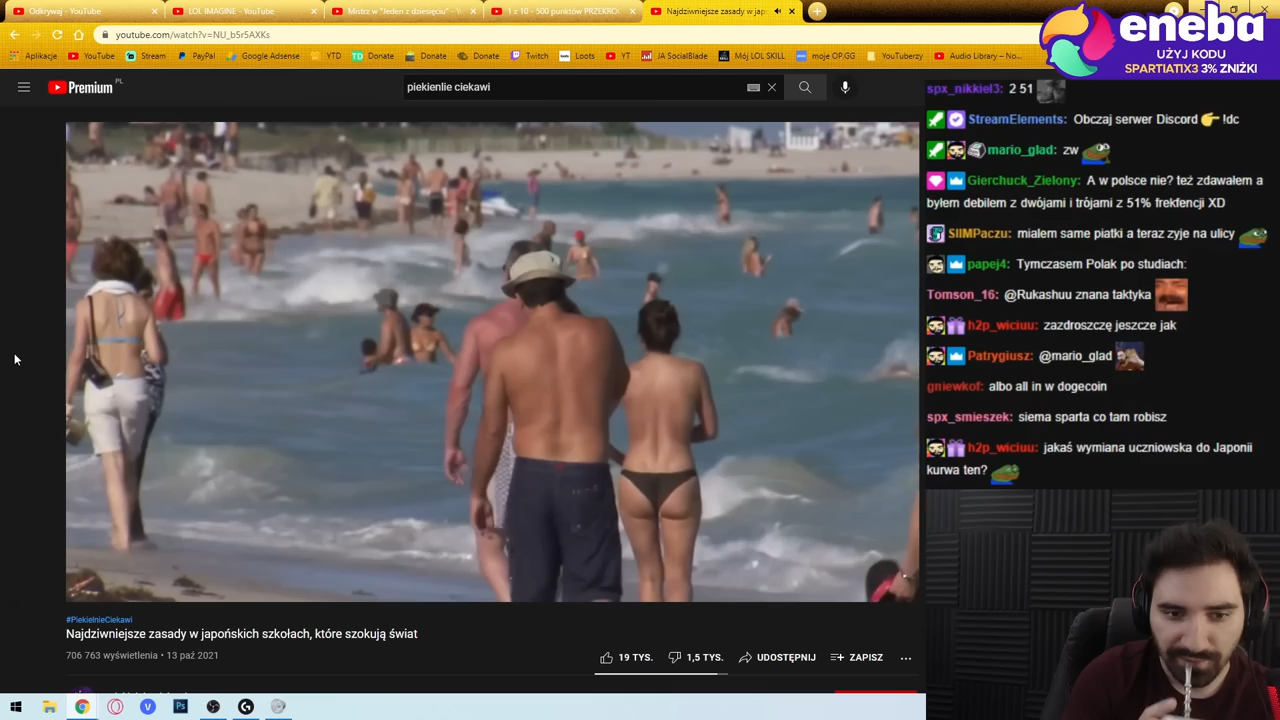 Odkrywaj - YouTube
LOL IMAGINE - YouTube
Mistrz w "Jeden z dziesięciu" - Y
1 z 10 - 500 punktów PRZEKRO
Najdziwniejsze zasady w jap
youtube.com/watch?v=NU_b5r5AXKs
Aplikacje
YouTube
Stream
PayPal
Google Adsense
YTD
Donate
Donate
Donate
Twitch
Loots
YT
JA SocialBlade
Mój LOL SKILL
moje OP.GG
YouTuberzy
Audio Library – No...
eneba
UŻYJ KODU
SPARTIATIX3 3% ZNIŻKI
Premium PL
piekienlie ciekawi
spx_nikkiel3: 2 51
StreamElements: Obczaj serwer Discord !dc
mario_glad: zw
Gierchuck_Zielony: A w polsce nie? też zdawałem a
byłem debilem z dwójami i trójami z 51% frekfencji XD
SlIMPaczu: mialem same piatki a teraz zyje na ulicy
papej4: Tymczasem Polak po studiach:
Tomson_16: @Rukashuu znana taktyka
h2p_wiciuu: zazdroszczę jeszcze jak
Patrygiusz: @mario_glad
gniewkof: albo all in w dogecoin
spx_smieszek: siema sparta co tam robisz
h2p_wiciuu: jakaś wymiana uczniowska do Japonii
kurwa ten?
#PiekielnieCiekawi
Najdziwniejsze zasady w japońskich szkołach, które szokują świat
706 763 wyświetlenia • 13 paź 2021
19 TYS.
1,5 TYS.
UDOSTĘPNIJ
ZAPISZ